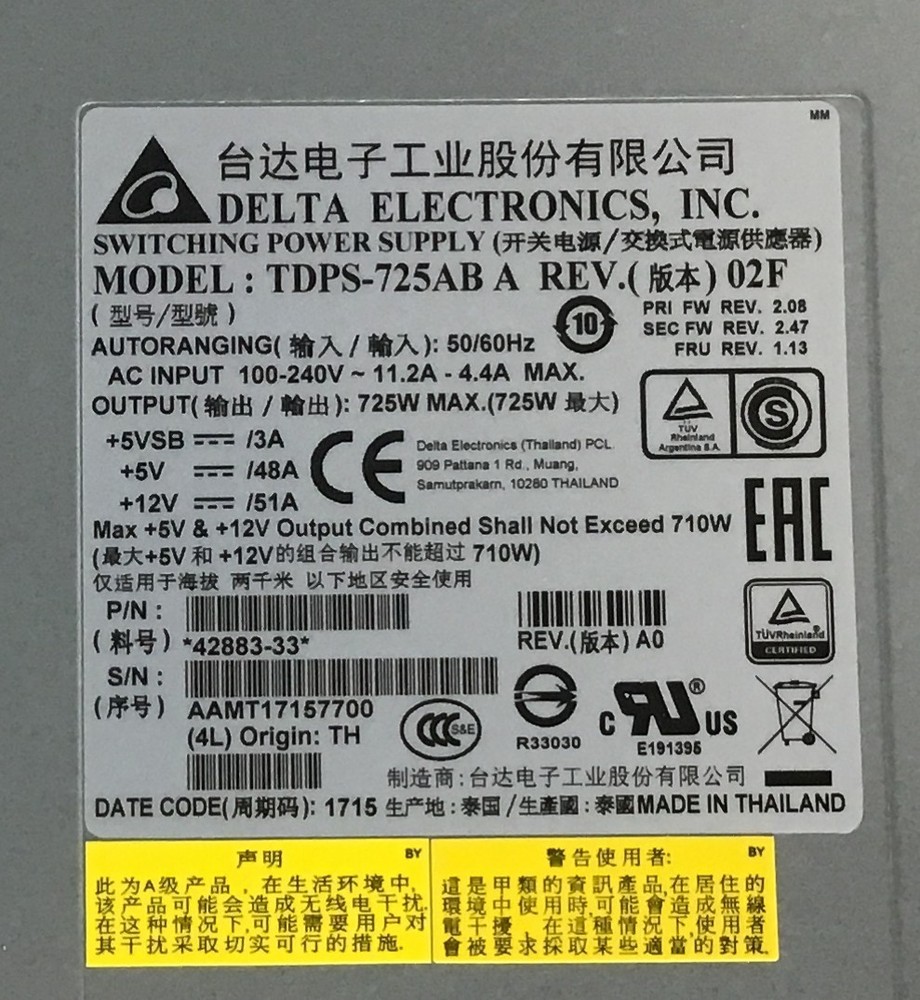 MM
台达电子工业股份有限公司
DELTA ELECTRONICS, INC.
SWITCHING POWER SUPPLY (开关电源/交換式電源供應器)
MODEL : TDPS-725AB A REV.(版本) 02F
(型号/型號)
10
PRI FW REV. 2.08
SEC FW REV. 2.47
FRU REV. 1.13
AUTORANGING(输入/輸入): 50/60Hz
AC INPUT 100-240V ~ 11.2A - 4.4A MAX.
OUTPUT(输出/輸出): 725W MAX.(725W 最大)
TÜV
Rheinland
Argentina S.A.
S
+5VSB ⎓ /3A
+5V ⎓ /48A
+12V ⎓ /51A
CE
Delta Electronics (Thailand) PCL
909 Pattana 1 Rd., Muang,
Samutprakarn, 10280 THAILAND
EAC
Max +5V & +12V Output Combined Shall Not Exceed 710W
(最大+5V 和 +12V的组合输出不能超过 710W)
仅适用于海拔 两千米 以下地区安全使用
P/N :
(料号) *42883-33*
REV.(版本) A0
TÜVRheinland®
CERTIFIED
S/N :
(序号) AAMT17157700
(4L) Origin: TH
CCC S&E
R33030
c RU ® US
E191395
制造商:台达电子工业股份有限公司
DATE CODE(周期码): 1715 生产地:泰国/生產國:泰國MADE IN THAILAND
声明 BY
此为A级产品，在生活环境中,
该产品可能会造成无线电干扰.
在这种情况下,可能需要用户对
其干扰采取切实可行的措施.
警告使用者: BY
這是甲類的資訊產品,在居住的
環境中使用時,可能會造成無線
電干擾，在這種情況下,使用者
會被要求採取某些適當的對策.